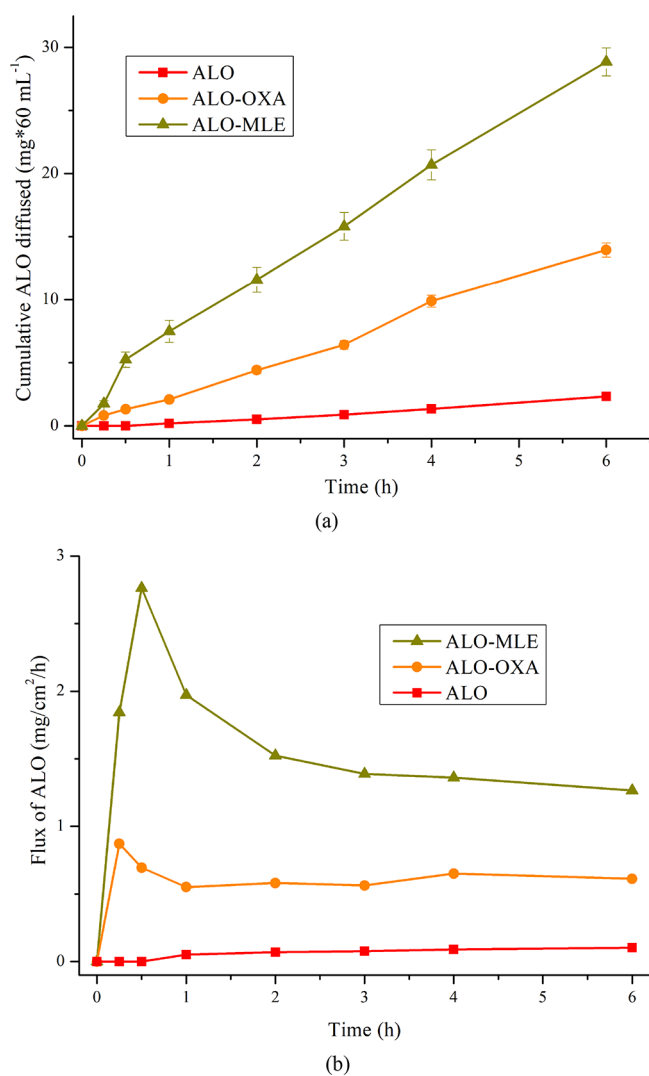 30
20
10
0
Cumulative ALO diffused (mg*60 mL⁻¹)
ALO
ALO-OXA
ALO-MLE
0 1 2 3 4 5 6
Time (h)
(a)
3
2
1
0
Flux of ALO (mg/cm²/h)
ALO-MLE
ALO-OXA
ALO
0 1 2 3 4 5 6
Time (h)
(b)